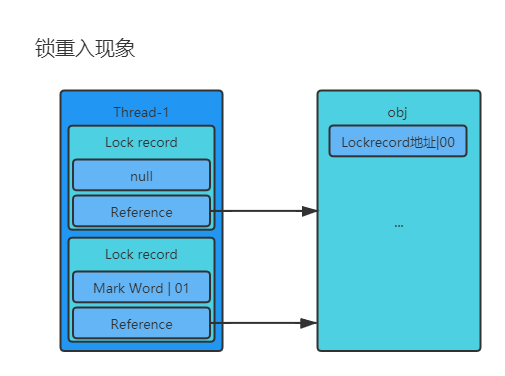 锁重入现象
Thread-1
Lock record
null
Reference
Lock record
Mark Word | 01
Reference
obj
Lockrecord地址|00
...